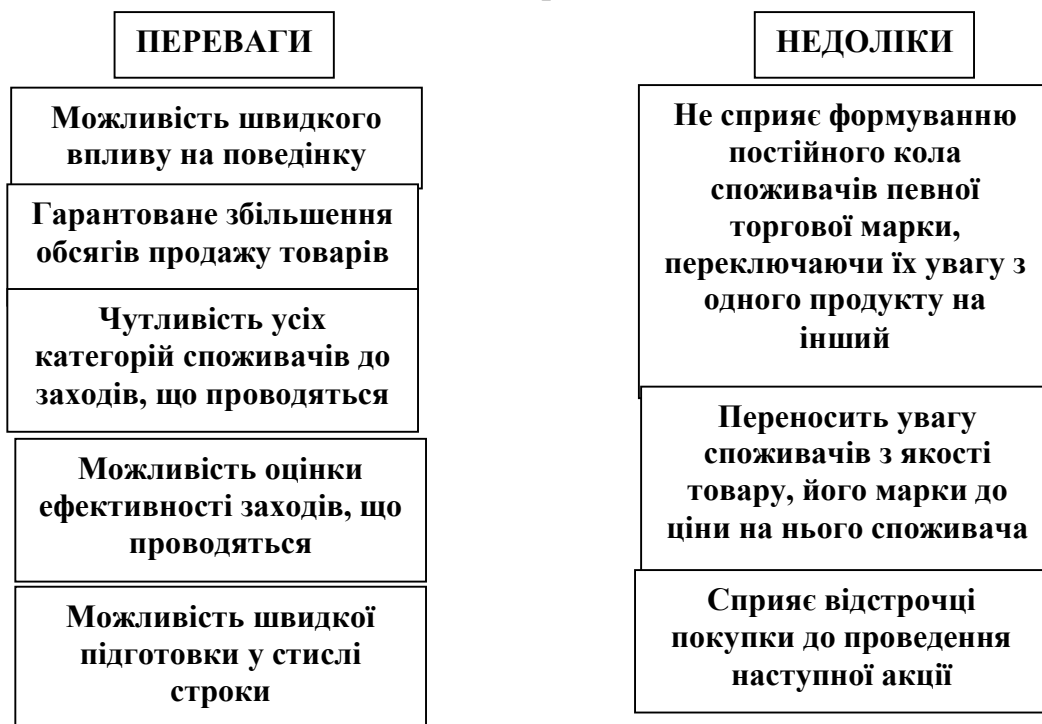 ПЕРЕВАГИ
Можливість швидкого
впливу на поведінку
Гарантоване збільшення
обсягів продажу товарів
Чутливість усіх
категорій споживачів до
заходів, що проводяться
Можливість оцінки
ефективності заходів, що
проводяться
Можливість швидкої
підготовки у стислі
строки
НЕДОЛІКИ
Не сприяє формуванню
постійного кола
споживачів певної
торгової марки,
переключаючи їх увагу з
одного продукту на
інший
Переносить увагу
споживачів з якості
товару, його марки до
ціни на нього споживача
Сприяє відстрочці
покупки до проведення
наступної акції